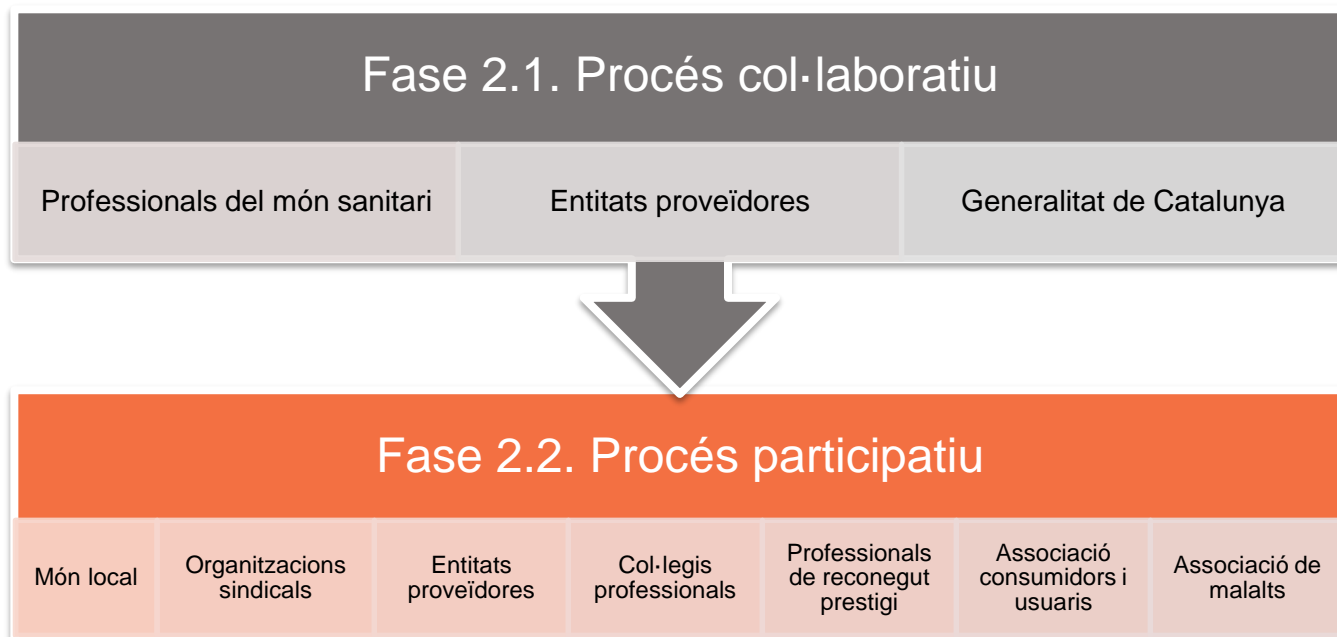 Fase 2.1. Procés col·laboratiu
Professionals del món sanitari
Entitats proveïdores
Generalitat de Catalunya
Fase 2.2. Procés participatiu
Món local
Organitzacions
sindicals
Entitats
proveïdores
Col·legis
professionals
Professionals
de reconegut
prestigi
Associació
consumidors i
usuaris
Associació de
malalts